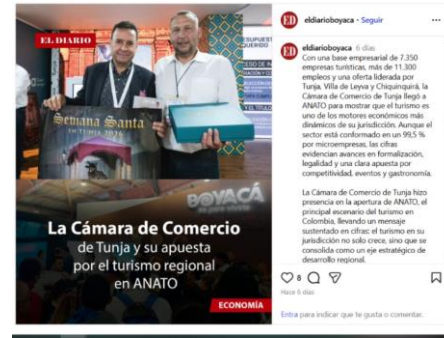 EL DIARIO
Semana Santa
EN TUNJA 2026
BOYACÁ
La Cámara de Comercio
de Tunja y su apuesta
por el turismo regional
en ANATO
ECONOMÍA
eldiarioboyaca • Seguir
eldiarioboyaca 6 días
Con una base empresarial de 7.350
empresas turísticas, más de 11.300
empleos y una oferta liderada por
Tunja, Villa de Leyva y Chiquinquirá, la
Cámara de Comercio de Tunja llegó a
ANATO para mostrar que el turismo es
uno de los motores económicos más
dinámicos de su jurisdicción. Aunque el
sector está conformado en un 99,5 %
por microempresas, las cifras
evidencian avances en formalización,
legalidad y una clara apuesta por
competitividad, eventos y gastronomía.
La Cámara de Comercio de Tunja hizo
presencia en la apertura de ANATO, el
principal escenario del turismo en
Colombia, llevando un mensaje
sustentado en cifras: el turismo en su
jurisdicción no solo crece, sino que se
consolida como un eje estratégico de
desarrollo regional.
8
Hace 6 días
Entra para indicar que te gusta o comentar.